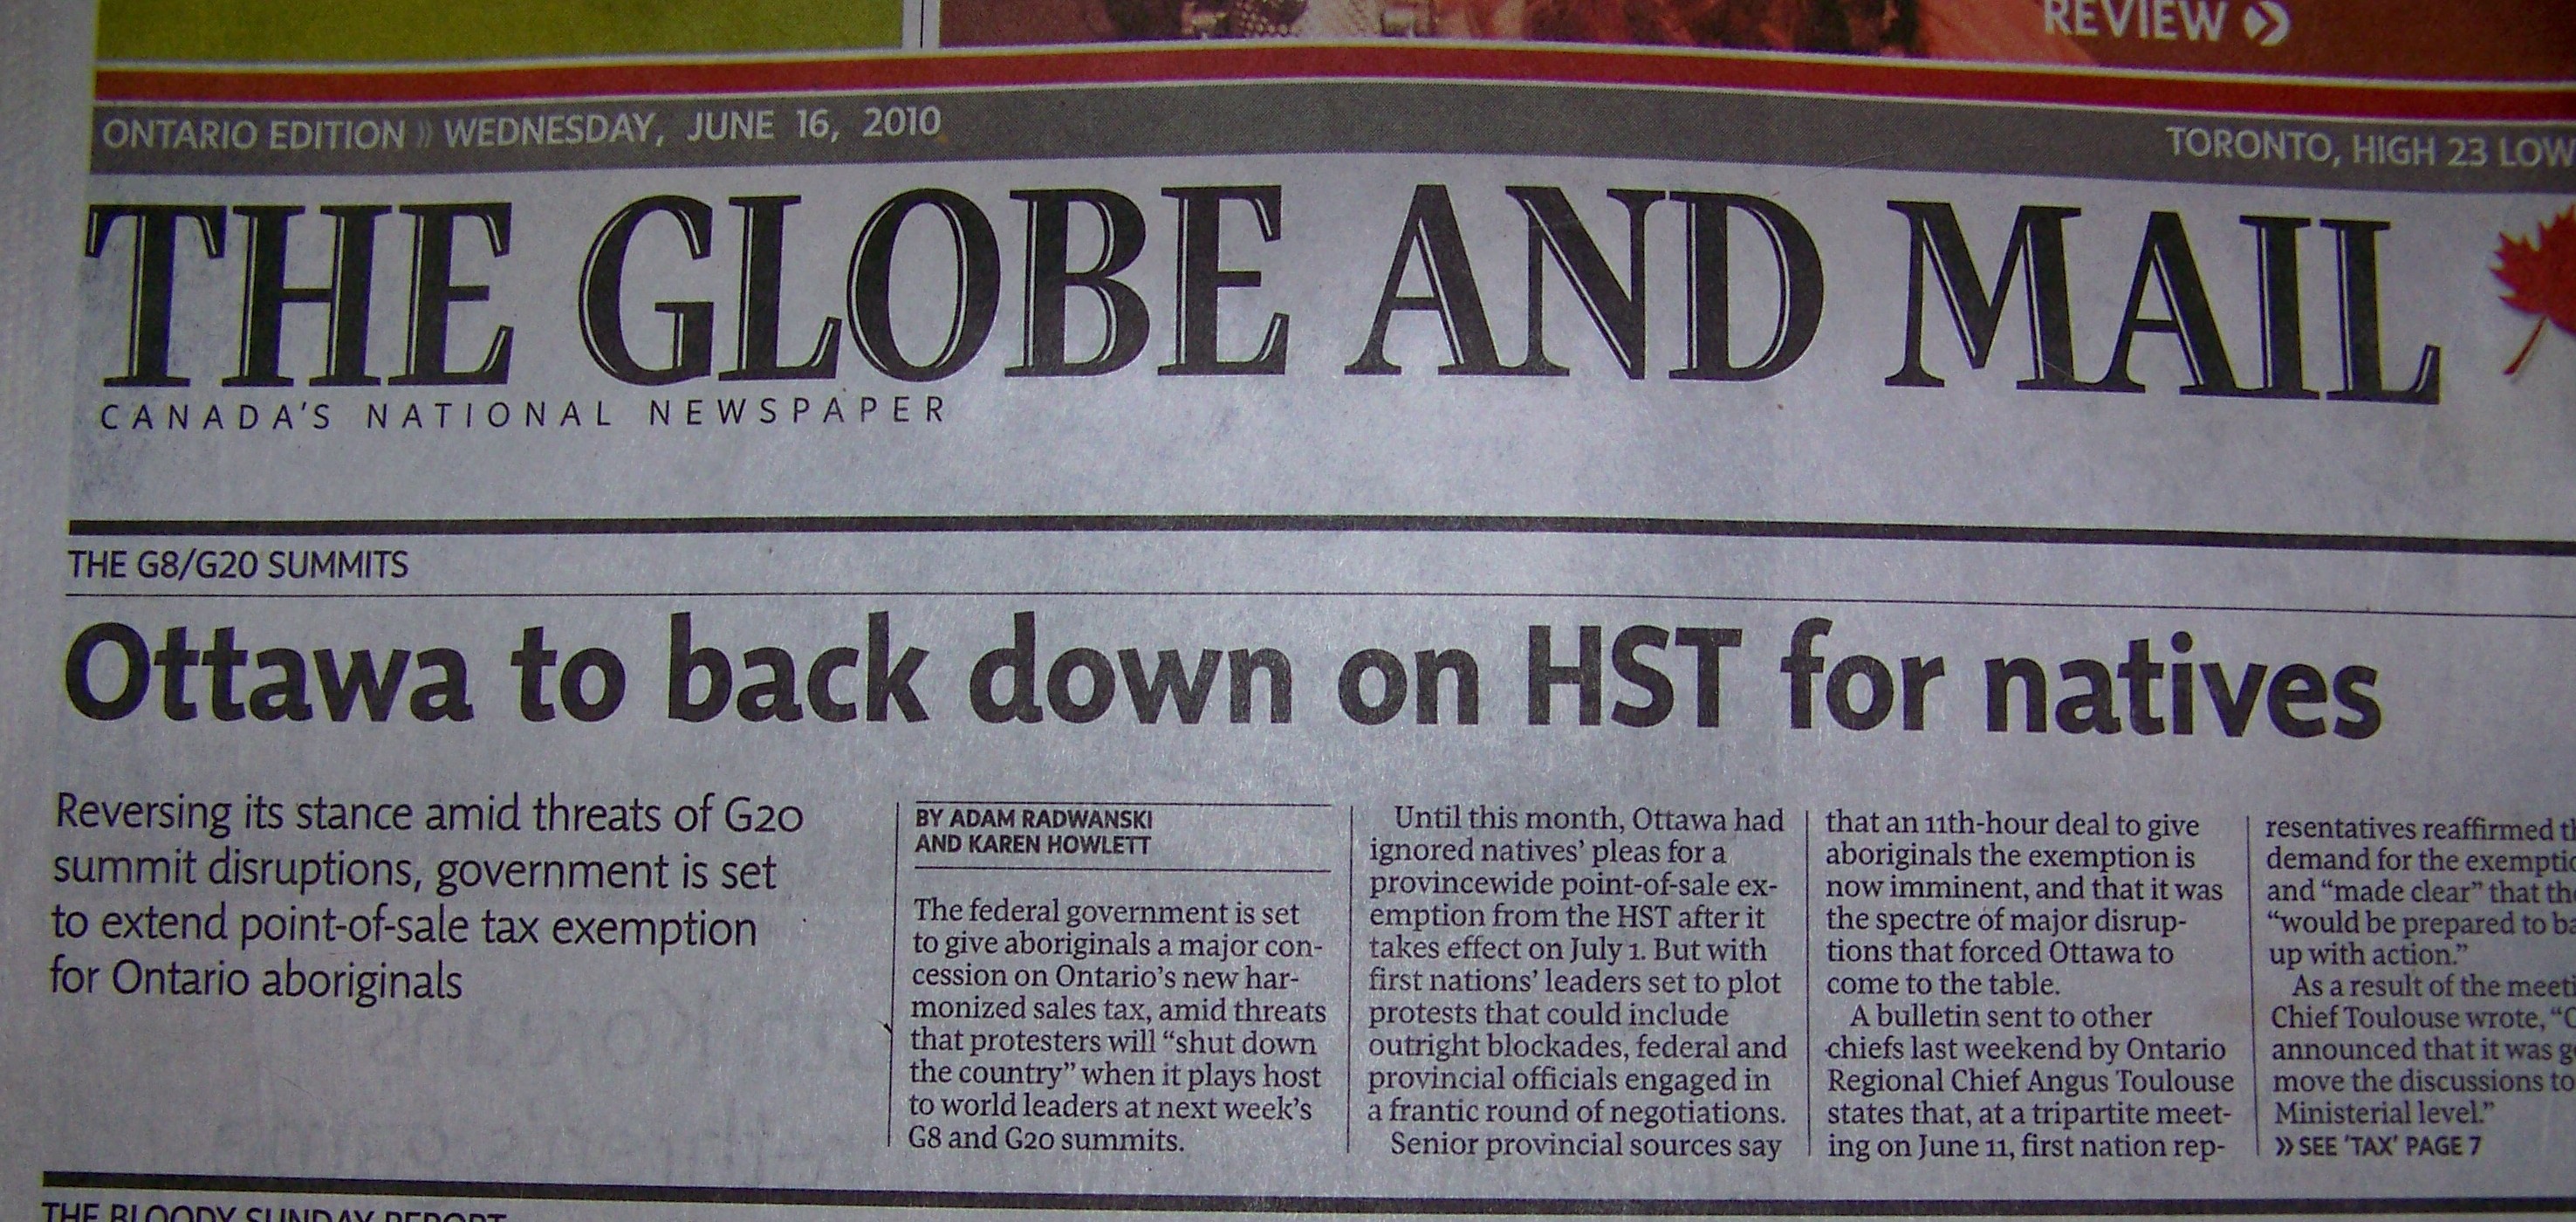 REVIEW »
ONTARIO EDITION » WEDNESDAY, JUNE 16, 2010
TORONTO, HIGH 23 LOW
THE GLOBE AND MAIL
CANADA'S NATIONAL NEWSPAPER
THE G8/G20 SUMMITS
Ottawa to back down on HST for natives
Reversing its stance amid threats of G20
summit disruptions, government is set
to extend point-of-sale tax exemption
for Ontario aboriginals
BY ADAM RADWANSKI
AND KAREN HOWLETT
The federal government is set
to give aboriginals a major con-
cession on Ontario's new har-
monized sales tax, amid threats
that protesters will “shut down
the country” when it plays host
to world leaders at next week's
G8 and G20 summits.
Until this month, Ottawa had
ignored natives' pleas for a
provincewide point-of-sale ex-
emption from the HST after it
takes effect on July 1. But with
first nations' leaders set to plot
protests that could include
outright blockades, federal and
provincial officials engaged in
a frantic round of negotiations.
Senior provincial sources say
that an 11th-hour deal to give
aboriginals the exemption is
now imminent, and that it was
the spectre of major disrup-
tions that forced Ottawa to
come to the table.
A bulletin sent to other
chiefs last weekend by Ontario
Regional Chief Angus Toulouse
states that, at a tripartite meet-
ing on June 11, first nation rep-
resentatives reaffirmed
demand for the
and “made clear” that
“would be prepared to
up with action.”
As a result of the
Chief Toulouse wrote,
announced that it was
move the discussions to
Ministerial level.”
» SEE 'TAX' PAGE 7
THE BLOODY SUNDAY REPORT